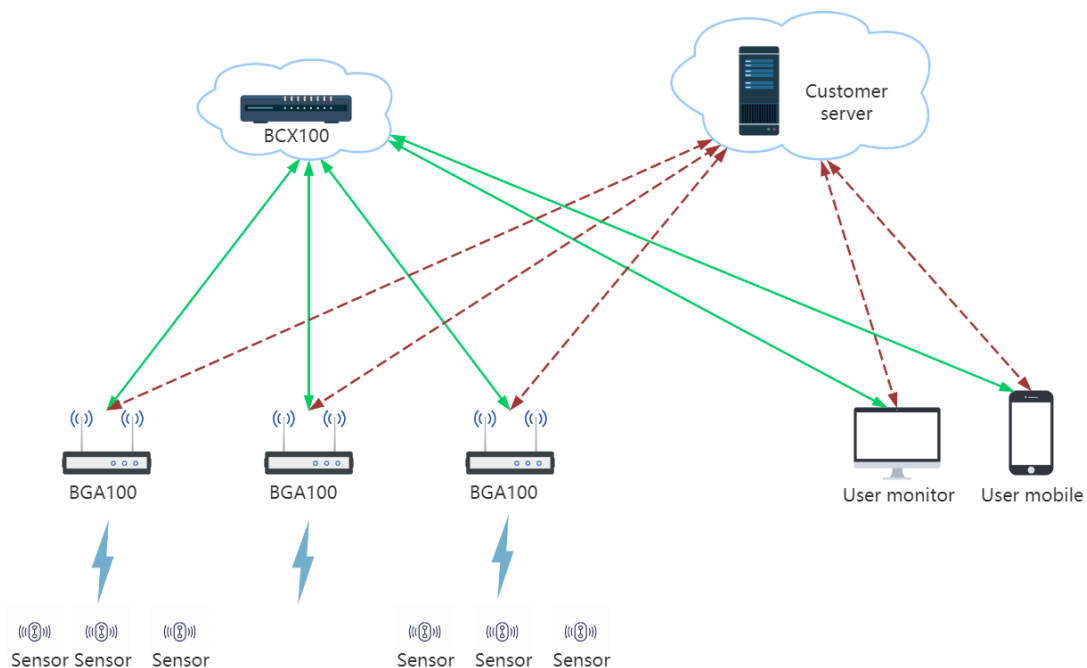 Customer
server
BCX100
BGA100
BGA100
BGA100
User monitor
User mobile
Sensor
Sensor
Sensor
Sensor
Sensor
Sensor